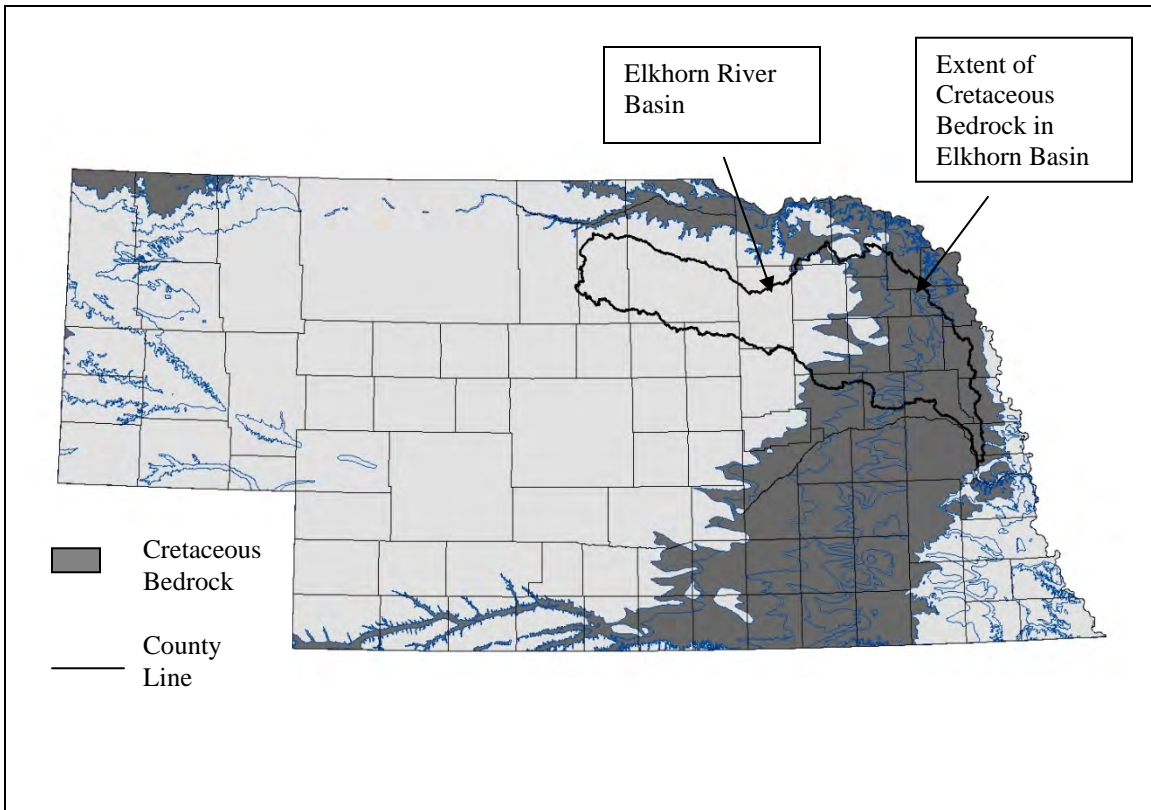 Elkhorn River
Basin
Extent of
Cretaceous
Bedrock in
Elkhorn Basin
Cretaceous
Bedrock
County
Line